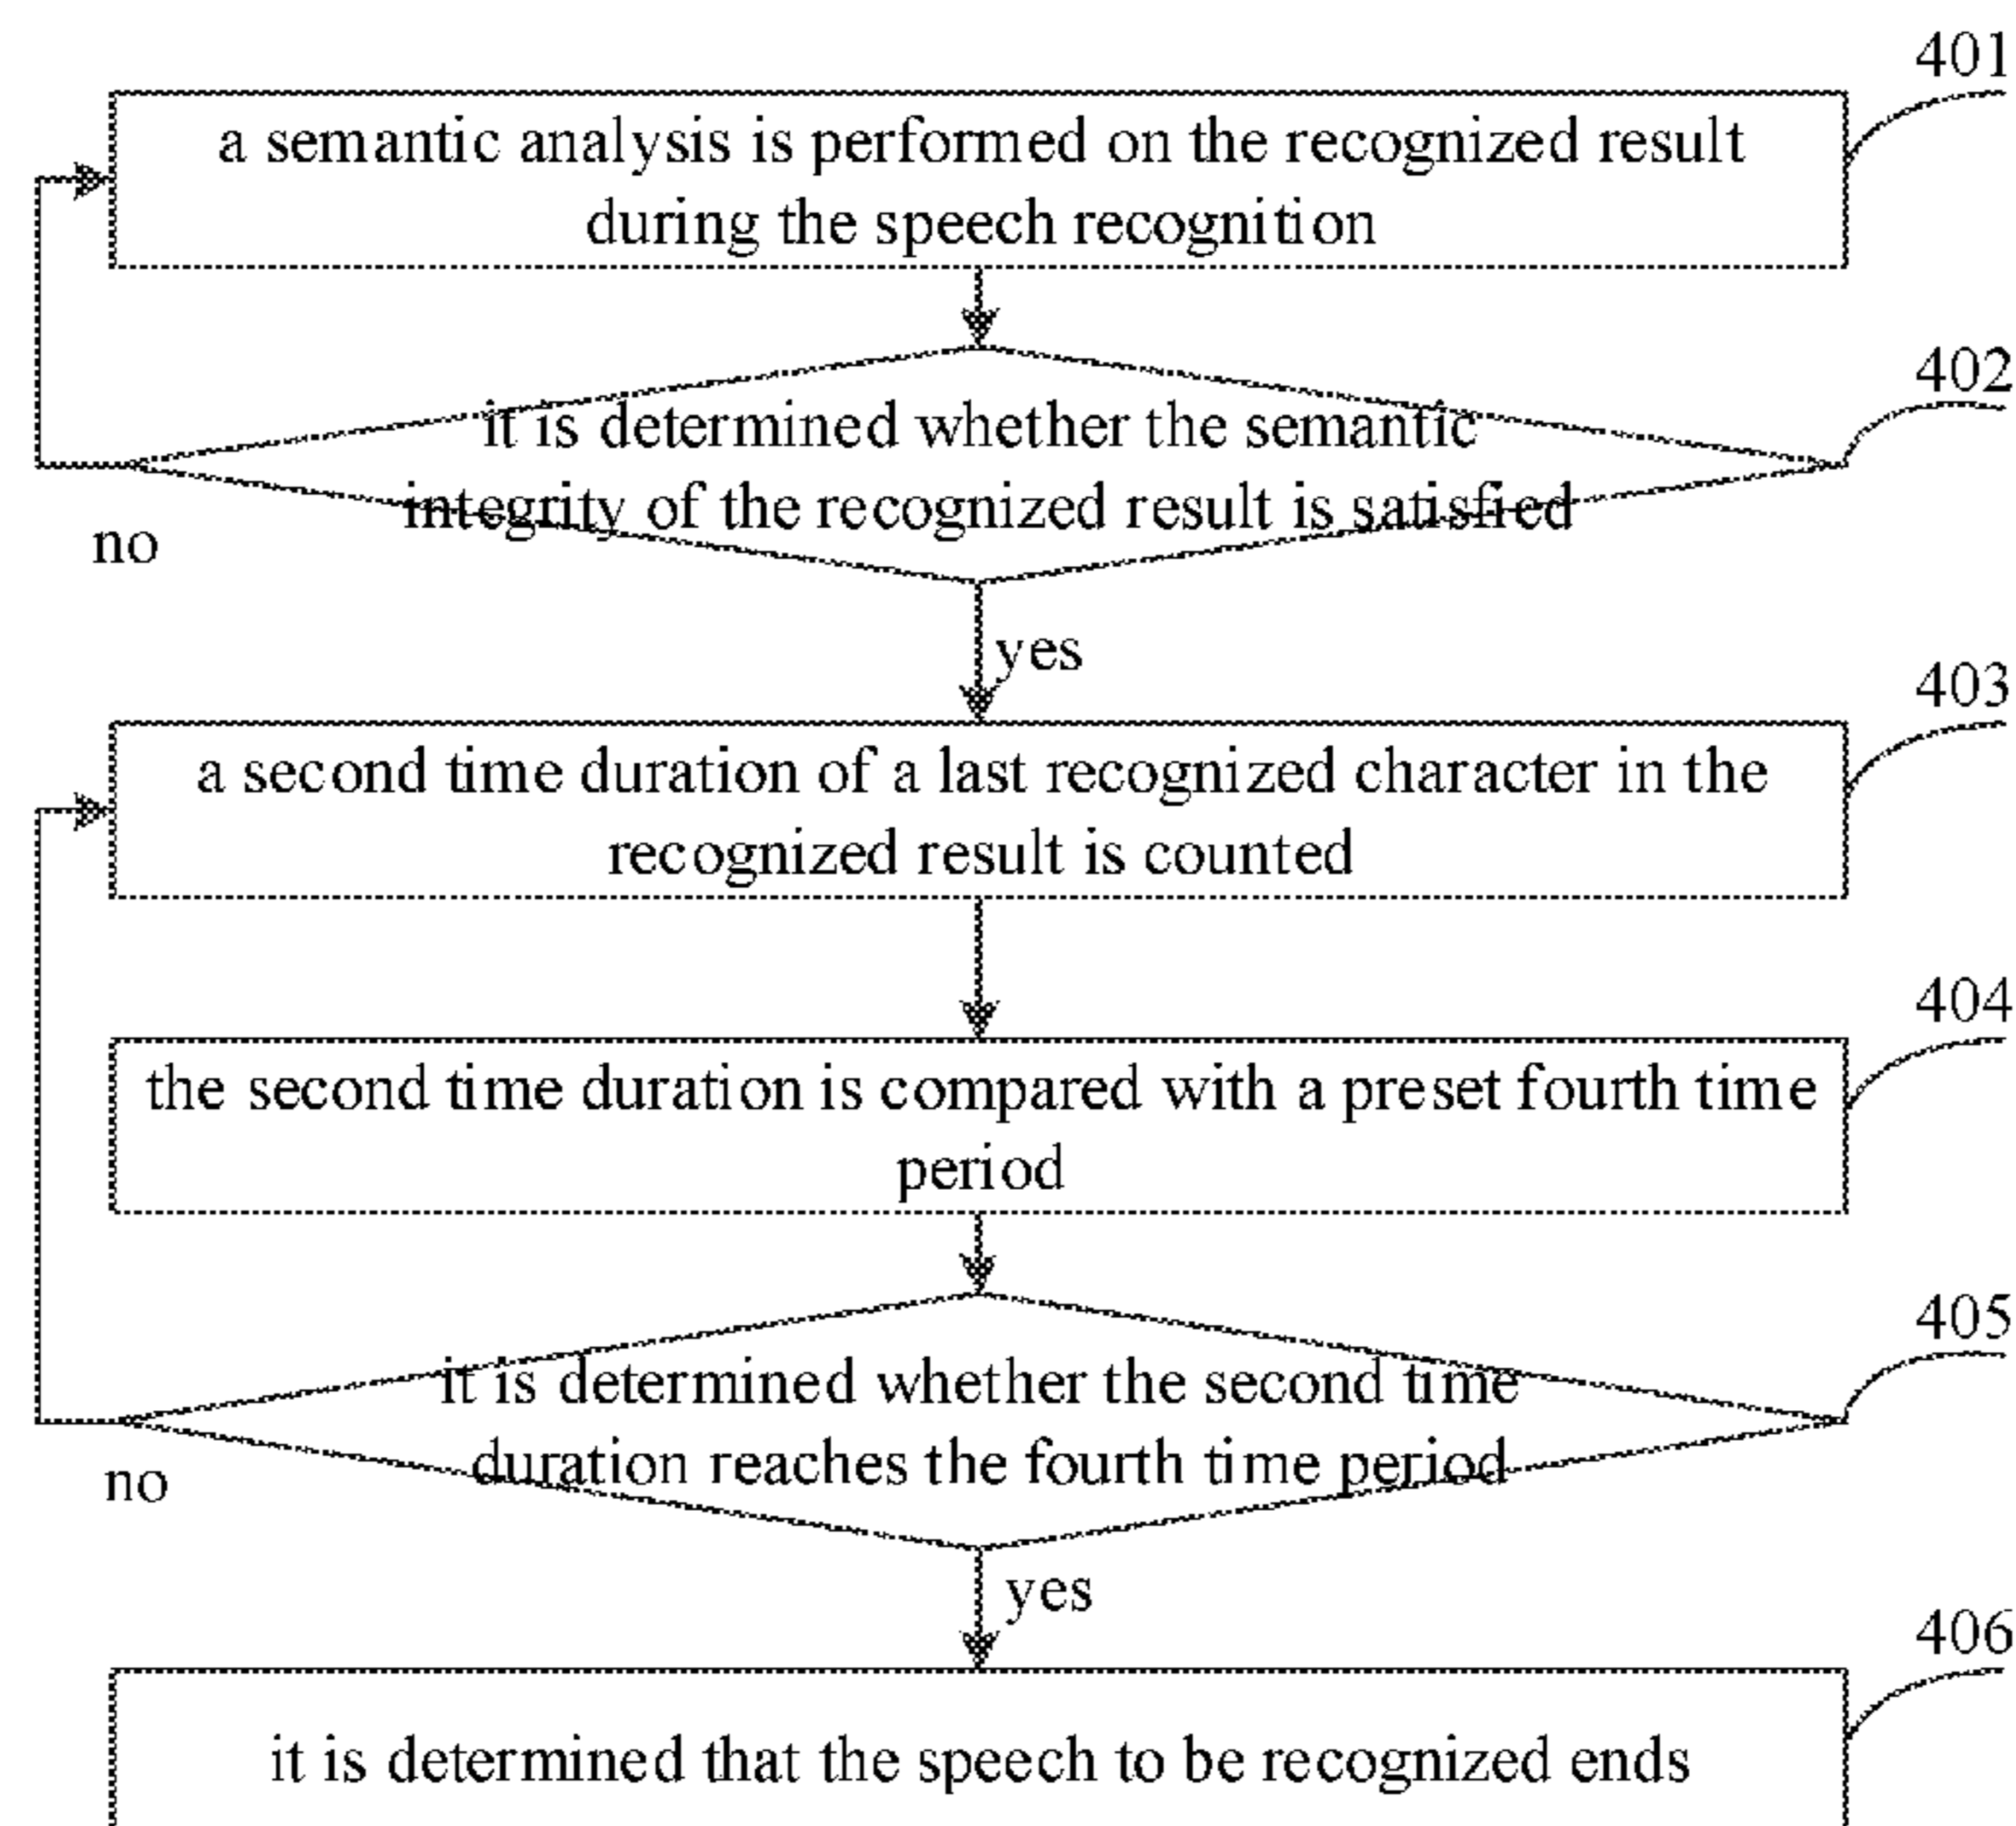 401
a semantic analysis is performed on the recognized result
during the speech recognition
402
it is determined whether the semantic
integrity of the recognized result is satisfied
no
yes
403
a second time duration of a last recognized character in the
recognized result is counted
404
the second time duration is compared with a preset fourth time
period
405
it is determined whether the second time
duration reaches the fourth time period
no
yes
406
it is determined that the speech to be recognized ends